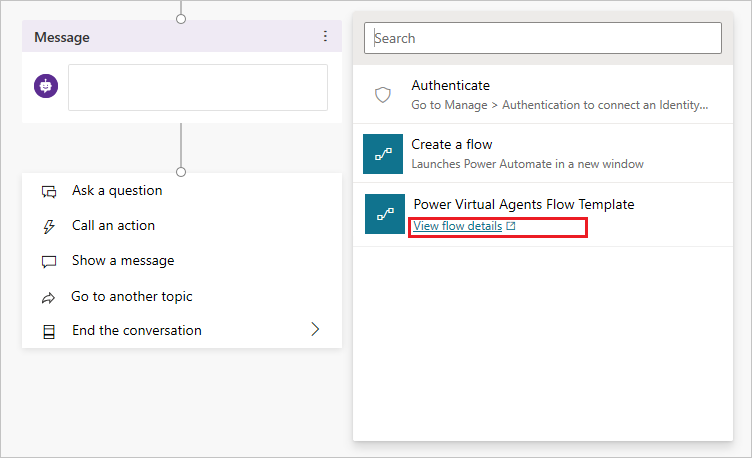 Message
Ask a question
Call an action
Show a message
Go to another topic
End the conversation
Search
Authenticate
Go to Manage > Authentication to connect an Identity...
Create a flow
Launches Power Automate in a new window
Power Virtual Agents Flow Template
View flow details